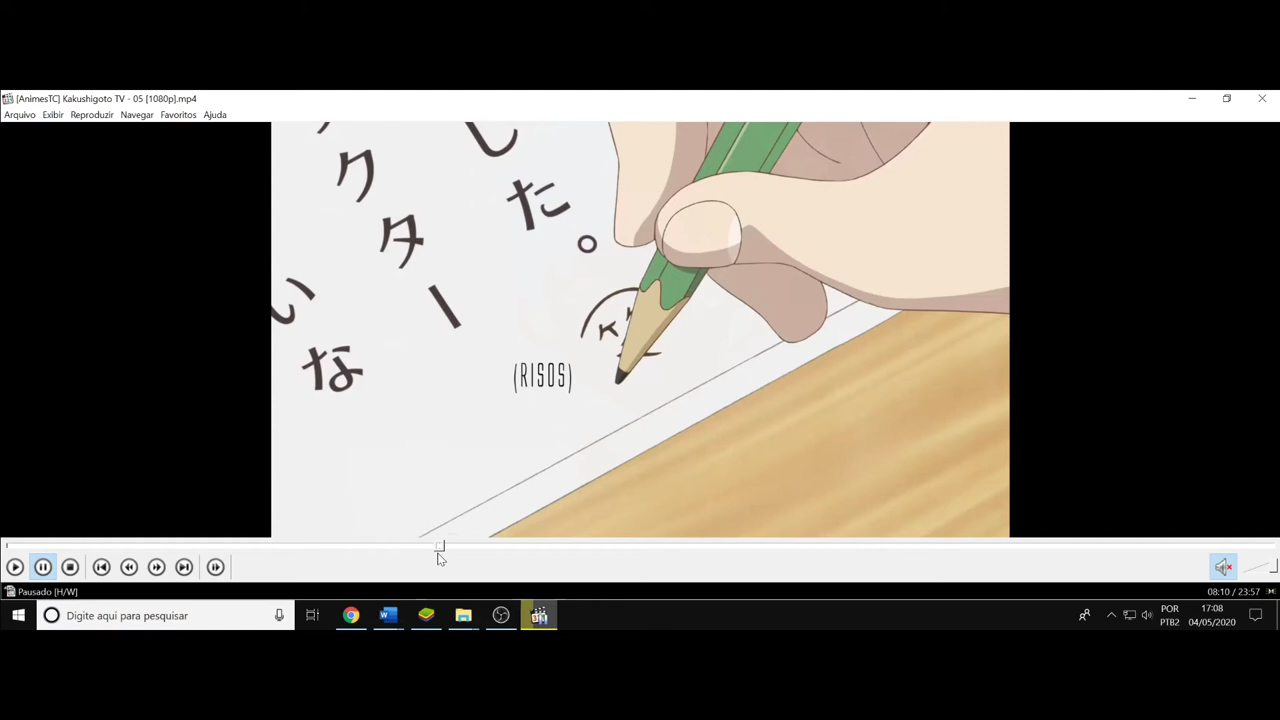 [AnimesTC] Kakushigoto TV - 05 [1080p].mp4
Arquivo Exibir Reproduzir Navegar Favoritos Ajuda
した。
クター
いな
(RISOS)
Pausado [H/W]
08:10 / 23:57
Digite aqui para pesquisar
POR
PTB2
17:08
04/05/2020